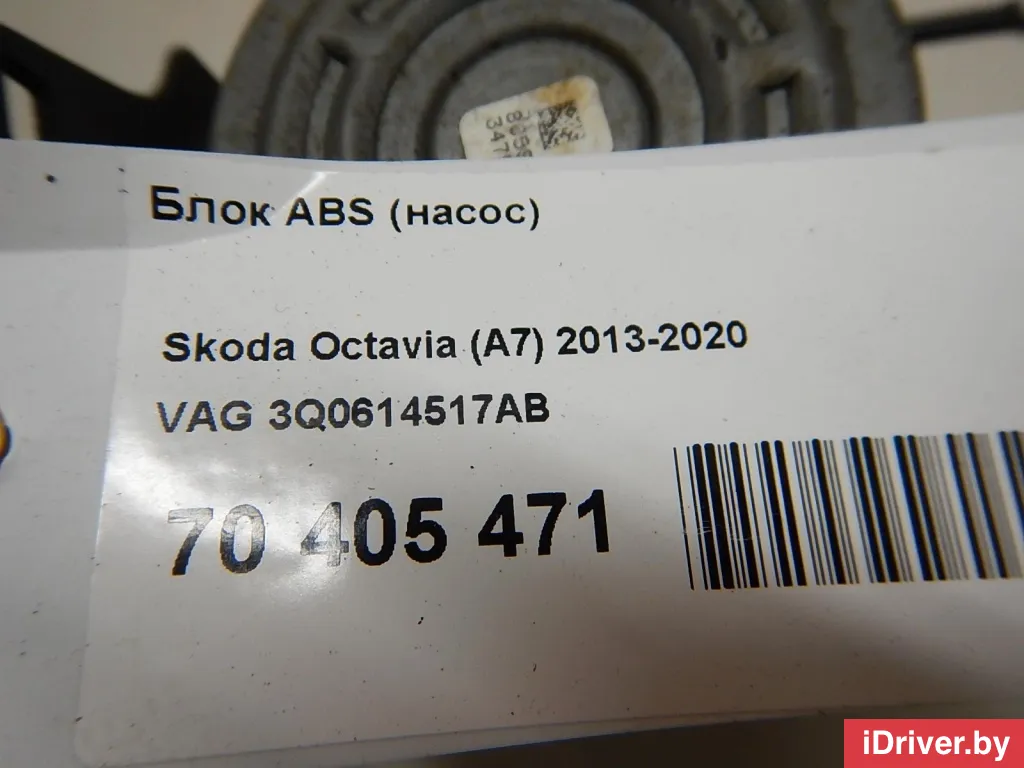 Блок ABS (насос)
Skoda Octavia (A7) 2013-2020
VAG 3Q0614517AB
70 405 471
iDriver.by